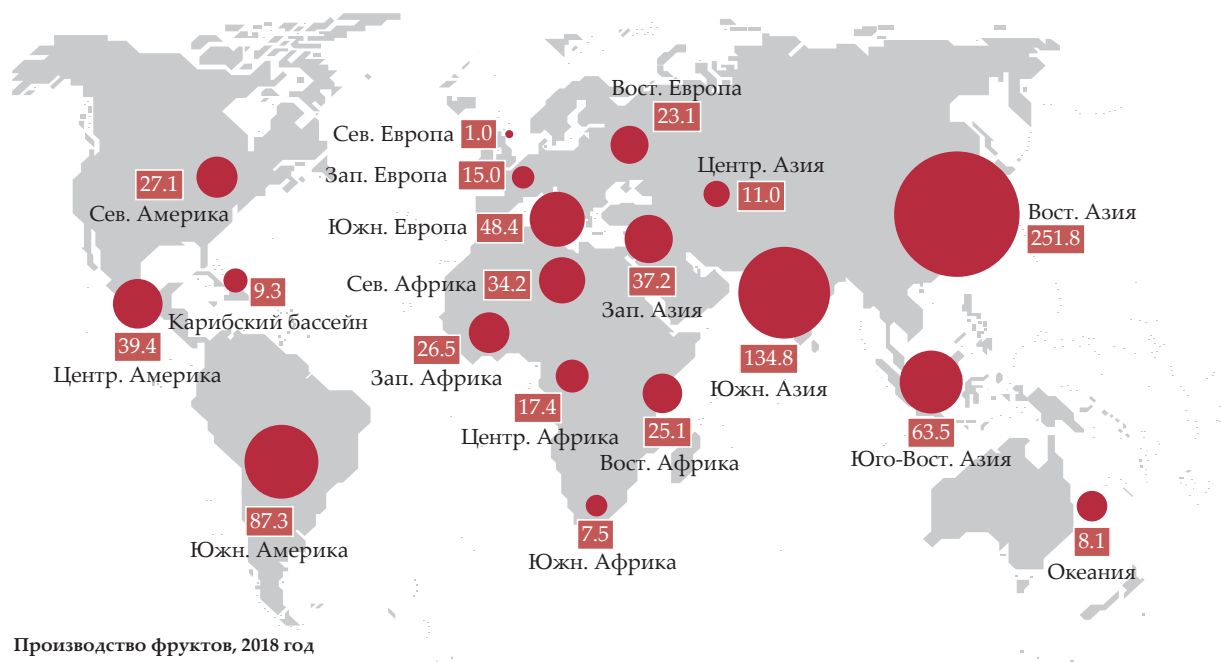 Вост. Европа
23.1
Сев. Европа 1.0
Зап. Европа 15.0
Центр. Азия
11.0
27.1
Сев. Америка
Южн. Европа 48.4
Вост. Азия
251.8
Сев. Африка 34.2
37.2
Зап. Азия
9.3
Карибский бассейн
39.4
Центр. Америка
26.5
Зап. Африка
134.8
Южн. Азия
17.4
Центр. Африка
25.1
Вост. Африка
63.5
Юго-Вост. Азия
87.3
Южн. Америка
7.5
Южн. Африка
8.1
Океания
Производство фруктов, 2018 год